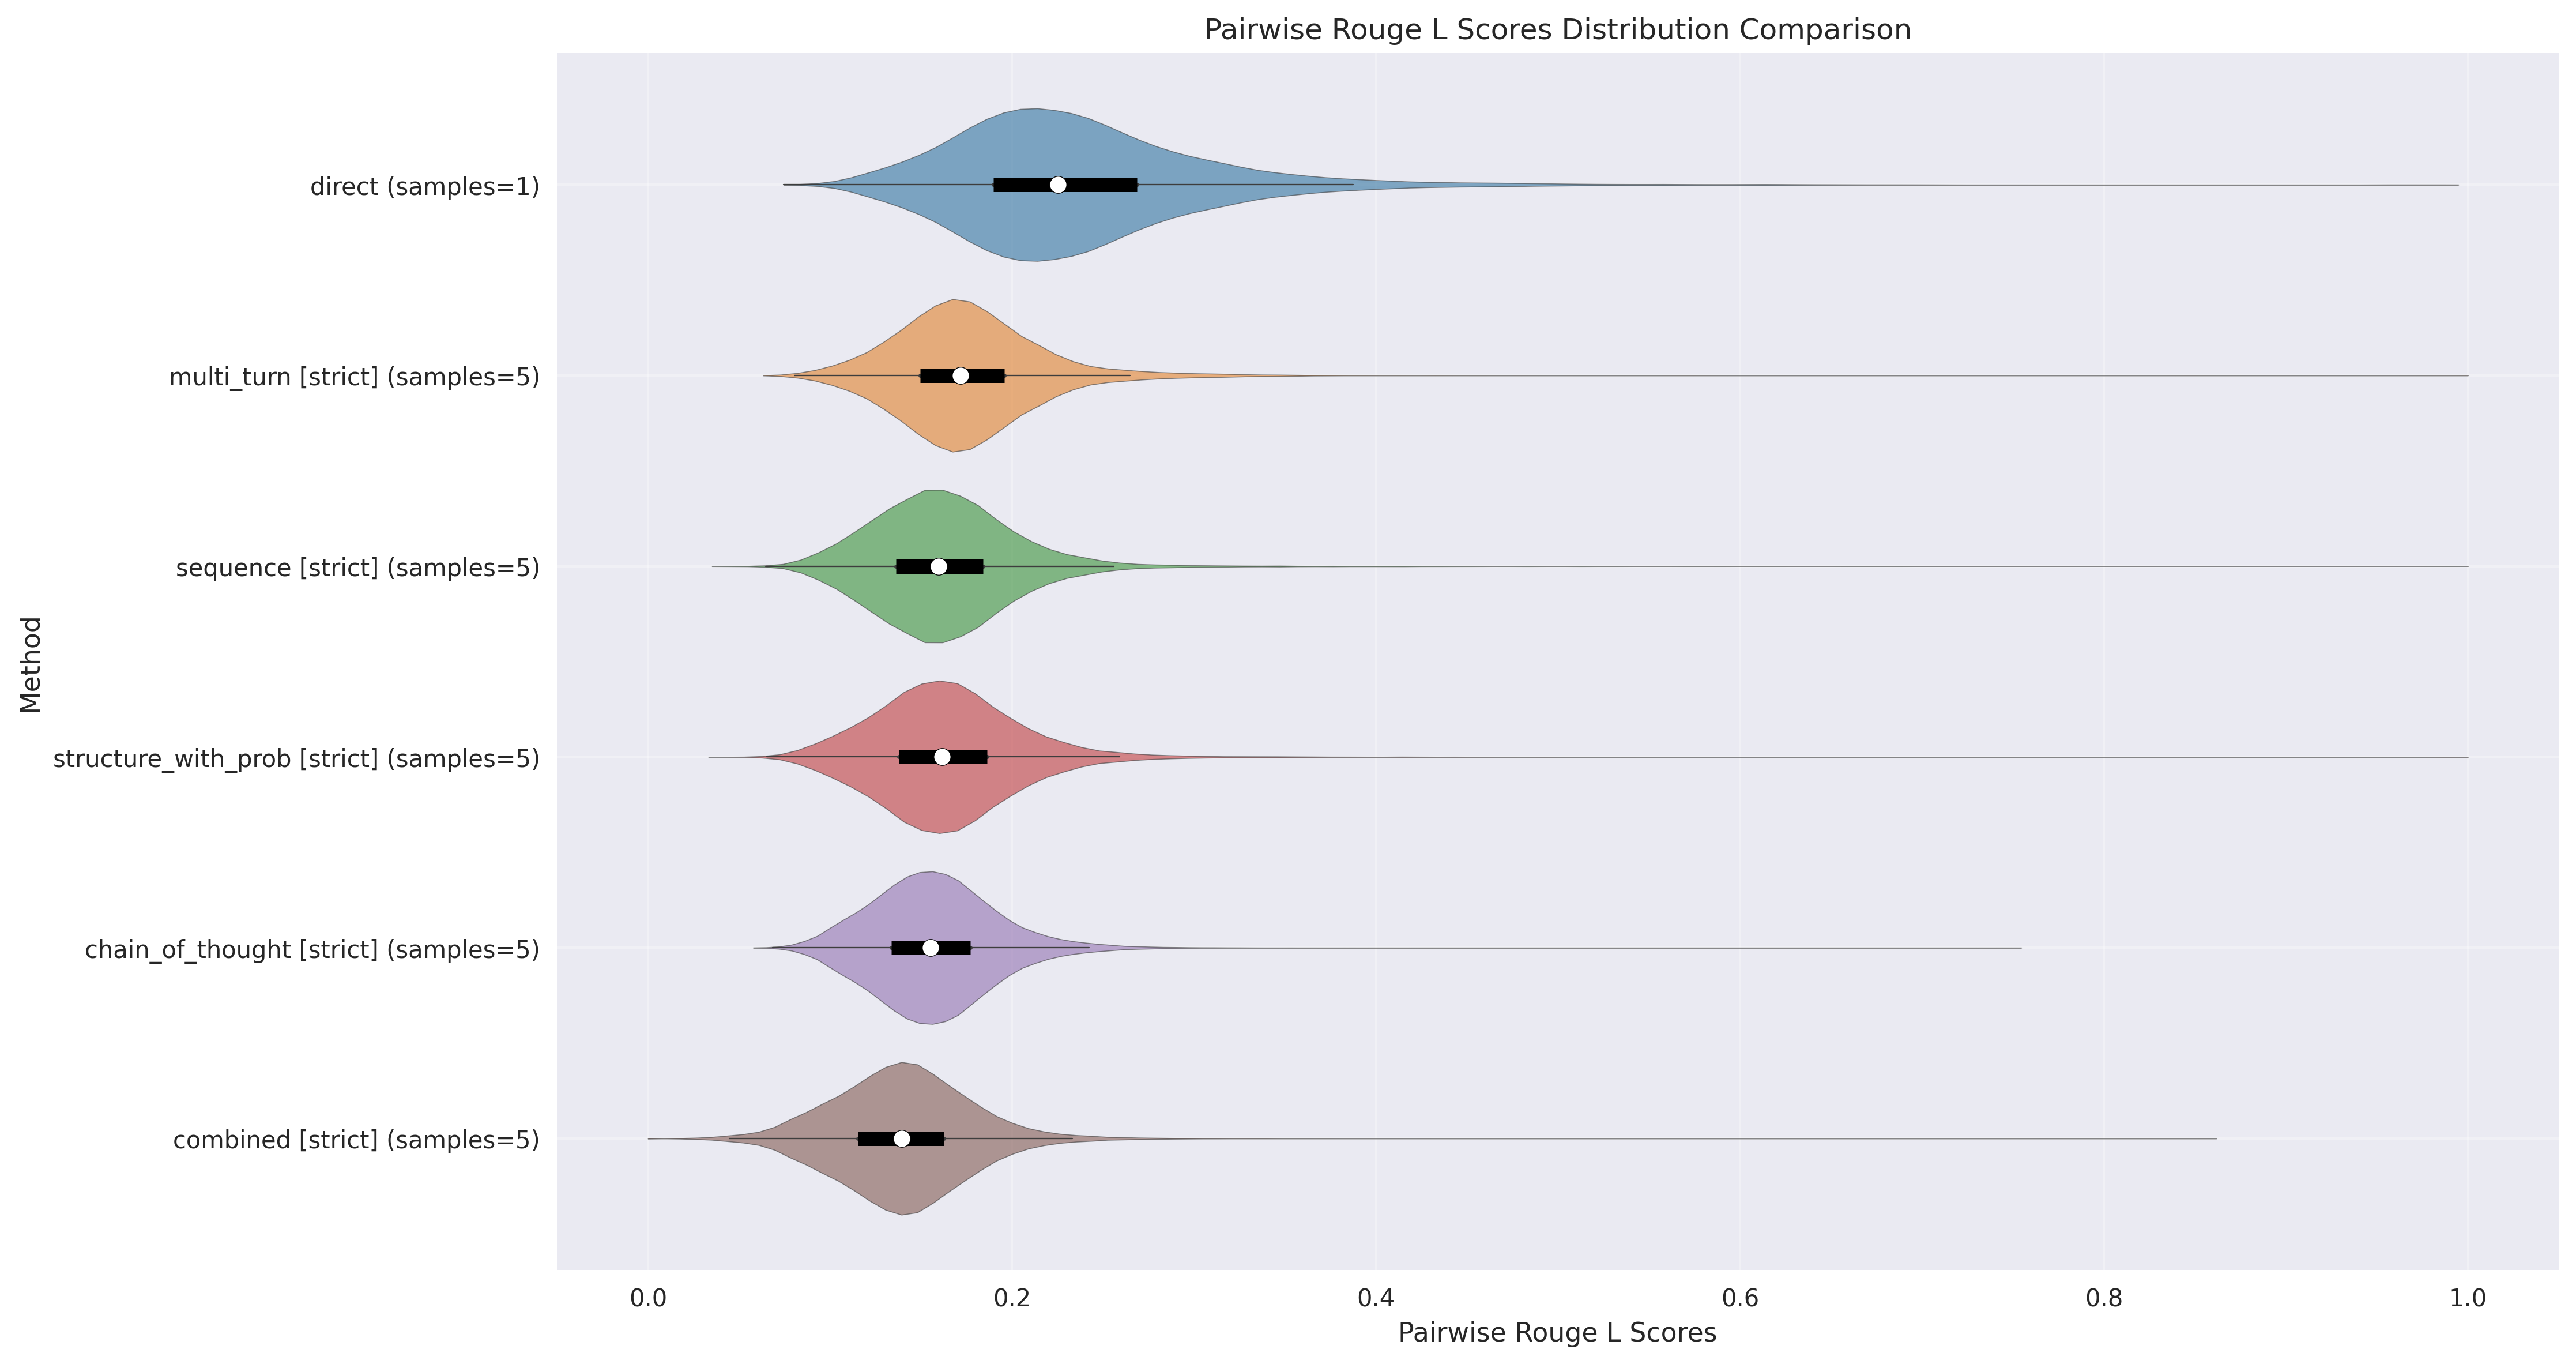 Pairwise Rouge L Scores Distribution Comparison
direct (samples=1)
multi_turn [strict] (samples=5)
sequence [strict] (samples=5)
structure_with_prob [strict] (samples=5)
chain_of_thought [strict] (samples=5)
combined [strict] (samples=5)
Method
0.0 0.2 0.4 0.6 0.8 1.0
Pairwise Rouge L Scores